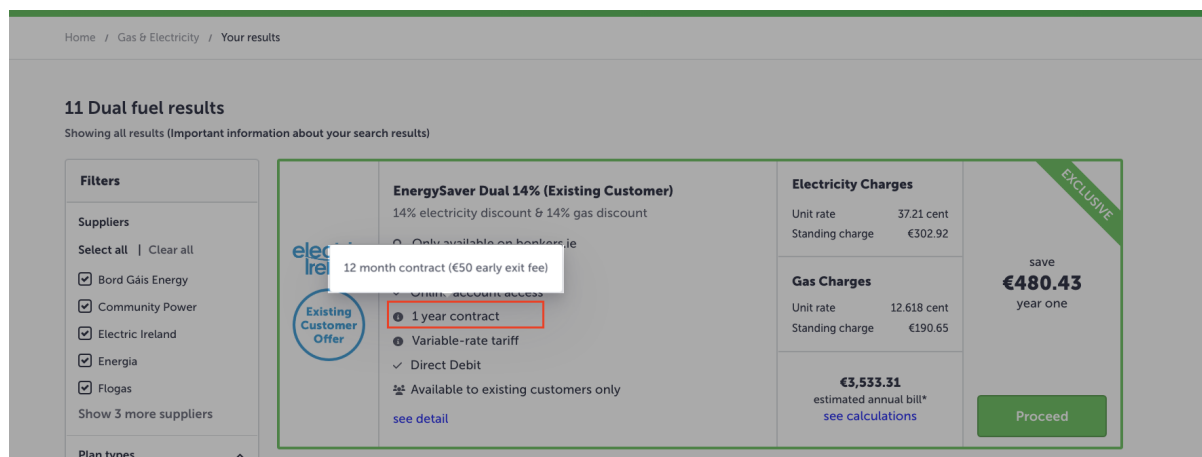 Home / Gas & Electricity / Your results
11 Dual fuel results
Showing all results (Important information about your search results)
Filters
Suppliers
Select all | Clear all
Bord Gáis Energy
Community Power
Electric Ireland
Energia
Flogas
Show 3 more suppliers
Plan types
Existing
Customer
Offer
EnergySaver Dual 14% (Existing Customer)
14% electricity discount & 14% gas discount
Only available on bonkers.ie
12 month contract (€50 early exit fee)
Online account access
1 year contract
Variable-rate tariff
Direct Debit
Available to existing customers only
see detail
Electricity Charges
Unit rate 37.21 cent
Standing charge €302.92
Gas Charges
Unit rate 12.618 cent
Standing charge €190.65
€3,533.31
estimated annual bill*
see calculations
EXCLUSIVE
save
€480.43
year one
Proceed